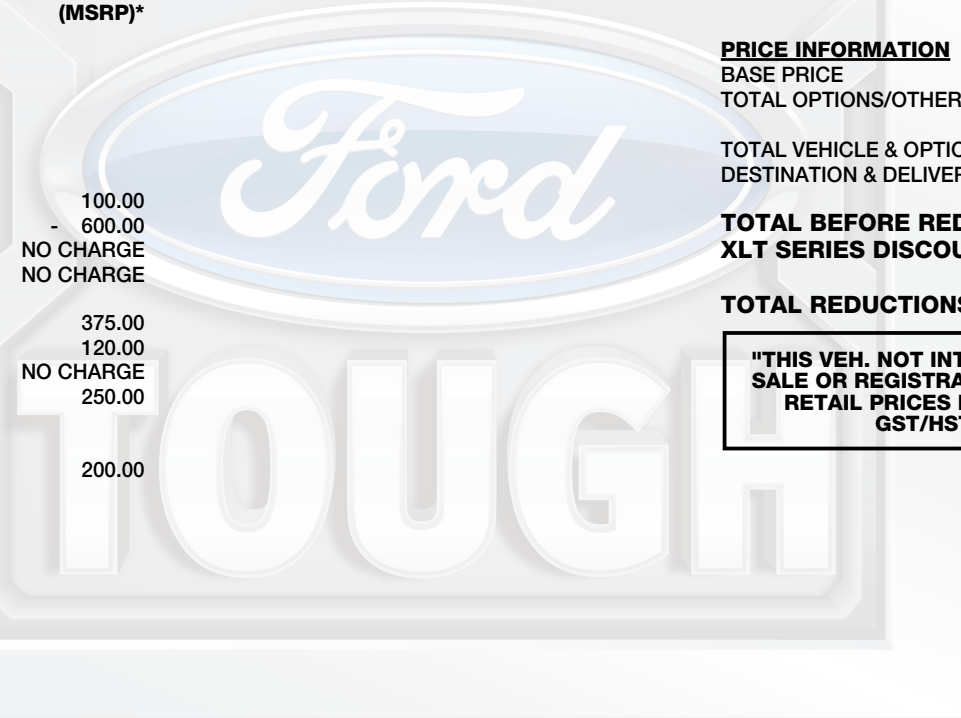 (MSRP)*
100.00
- 600.00
NO CHARGE
NO CHARGE
375.00
120.00
NO CHARGE
250.00
200.00
Ford
TOUGH
PRICE INFORMATION
BASE PRICE
TOTAL OPTIONS/OTHER
TOTAL VEHICLE & OPTIO
DESTINATION & DELIVER
TOTAL BEFORE RED
XLT SERIES DISCOU
TOTAL REDUCTIONS
"THIS VEH. NOT INT
SALE OR REGISTRA
RETAIL PRICES
GST/HST